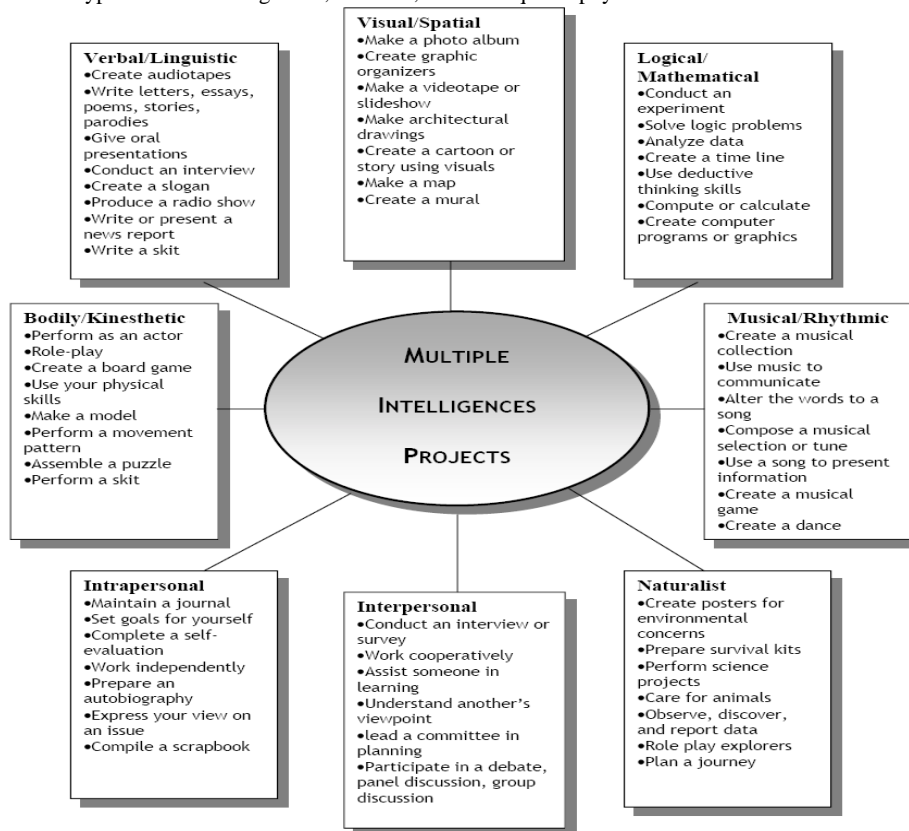 Verbal/Linguistic
•Create audiotapes
•Write letters, essays,
poems, stories,
parodies
•Give oral
presentations
•Conduct an interview
•Create a slogan
•Produce a radio show
•Write or present a
news report
•Write a skit
Visual/Spatial
•Make a photo album
•Create graphic
organizers
•Make a videotape or
slideshow
•Make architectural
drawings
•Create a cartoon or
story using visuals
•Make a map
•Create a mural
Logical/
Mathematical
•Conduct an
experiment
•Solve logic problems
•Analyze data
•Create a time line
•Use deductive
thinking skills
•Compute or calculate
•Create computer
programs or graphics
Bodily/Kinesthetic
•Perform as an actor
•Role-play
•Create a board game
•Use your physical
skills
•Make a model
•Perform a movement
pattern
•Assemble a puzzle
•Perform a skit
MULTIPLE
INTELLIGENCES
PROJECTS
Musical/Rhythmic
•Create a musical
collection
•Use music to
communicate
•Alter the words to a
song
•Compose a musical
selection or tune
•Use a song to present
information
•Create a musical
game
•Create a dance
Intrapersonal
•Maintain a journal
•Set goals for yourself
•Complete a self-
evaluation
•Work independently
•Prepare an
autobiography
•Express your view on
an issue
•Compile a scrapbook
Interpersonal
•Conduct an interview or
survey
•Work cooperatively
•Assist someone in
learning
•Understand another's
viewpoint
•lead a committee in
planning
•Participate in a debate,
panel discussion, group
discussion
Naturalist
•Create posters for
environmental
concerns
•Prepare survival kits
•Perform science
projects
•Care for animals
•Observe, discover,
and report data
•Role play explorers
•Plan a journey